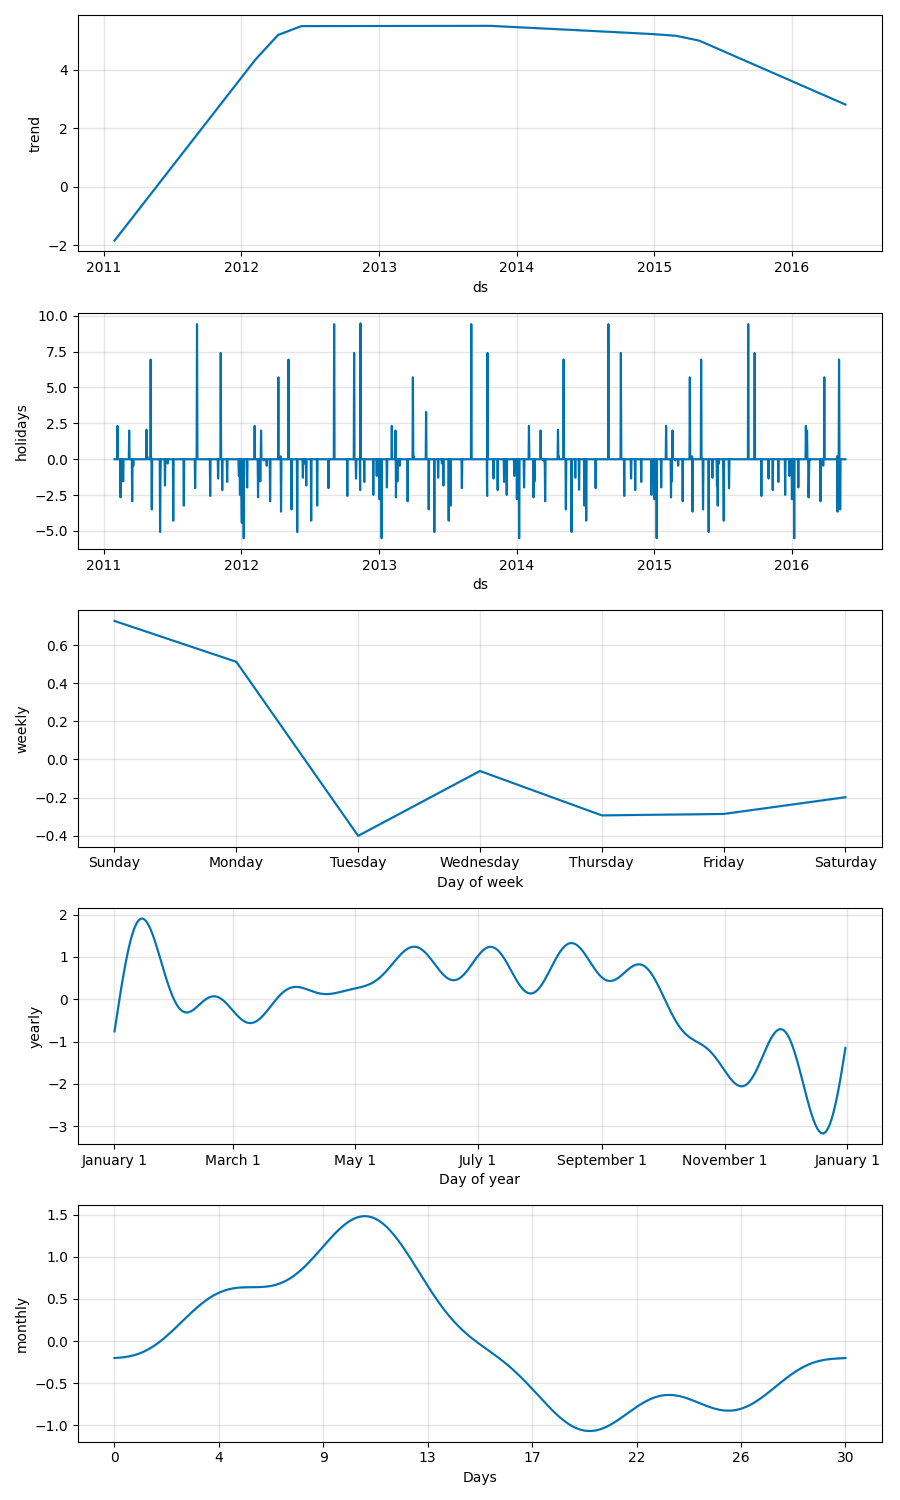 4
2
0
−2
trend
2011 2012 2013 2014 2015 2016
ds
10.0
7.5
5.0
2.5
0.0
−2.5
−5.0
holidays
2011 2012 2013 2014 2015 2016
ds
0.6
0.4
0.2
0.0
−0.2
−0.4
weekly
Sunday Monday Tuesday Wednesday Thursday Friday Saturday
Day of week
2
1
0
−1
−2
−3
yearly
January 1 March 1 May 1 July 1 September 1 November 1 January 1
Day of year
1.5
1.0
0.5
0.0
−0.5
−1.0
monthly
0 4 9 13 17 22 26 30
Days